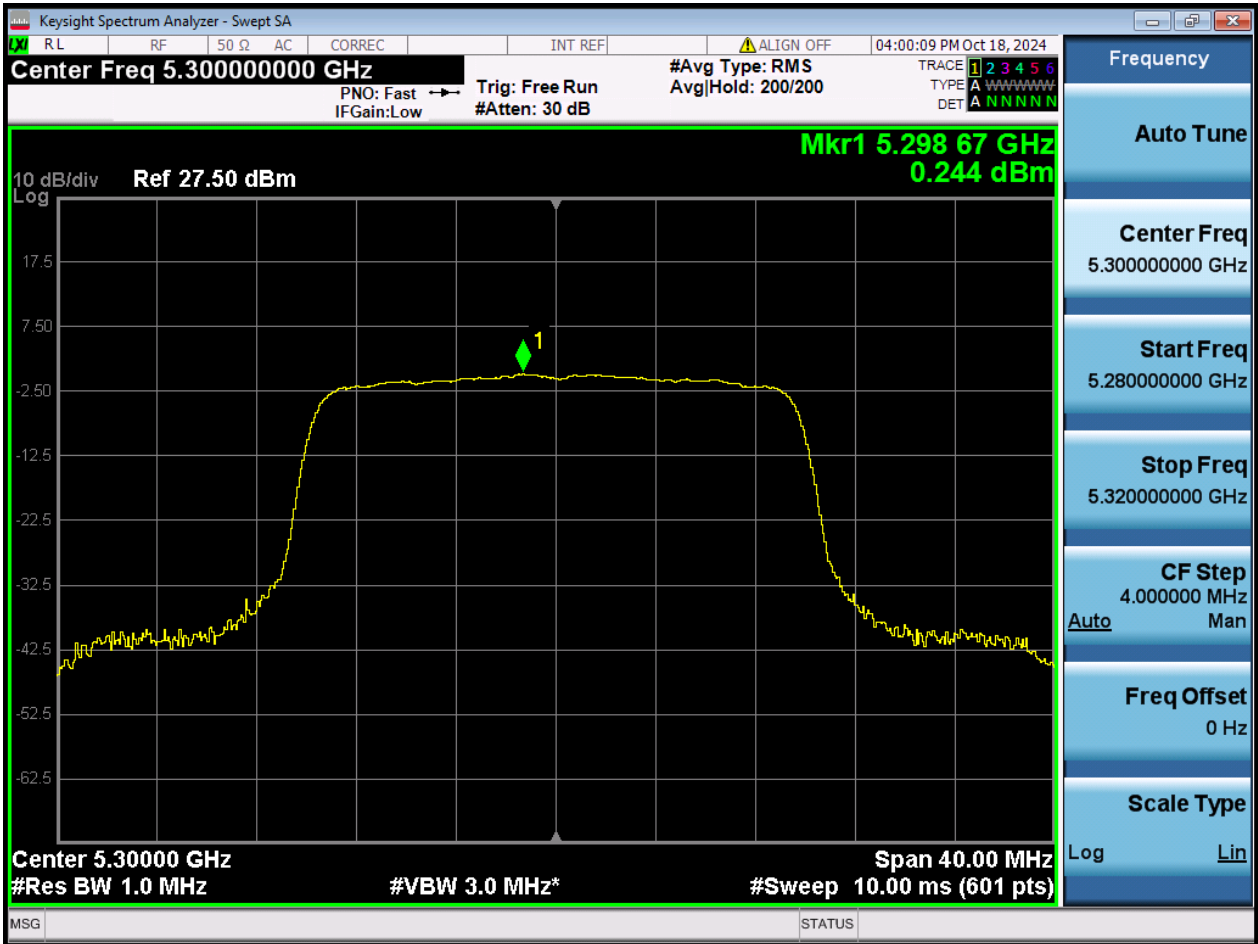 Keysight Spectrum Analyzer - Swept SA
LXI RL RF 50 Ω AC CORREC INT REF ALIGN OFF 04:00:09 PM Oct 18, 2024
Center Freq 5.300000000 GHz
PNO: Fast
IFGain:Low
Trig: Free Run
#Atten: 30 dB
#Avg Type: RMS
Avg|Hold: 200/200
TRACE 1 2 3 4 5 6
TYPE A WWWWW
DET A N N N N N
Mkr1 5.298 67 GHz
0.244 dBm
10 dB/div Ref 27.50 dBm
Log
17.5
7.50
-2.50
-12.5
-22.5
-32.5
-42.5
-52.5
-62.5
1
Center 5.30000 GHz Span 40.00 MHz
#Res BW 1.0 MHz #VBW 3.0 MHz* #Sweep 10.00 ms (601 pts)
MSG STATUS
Frequency
Auto Tune
Center Freq
5.300000000 GHz
Start Freq
5.280000000 GHz
Stop Freq
5.320000000 GHz
CF Step
4.000000 MHz
Auto Man
Freq Offset
0 Hz
Scale Type
Log Lin